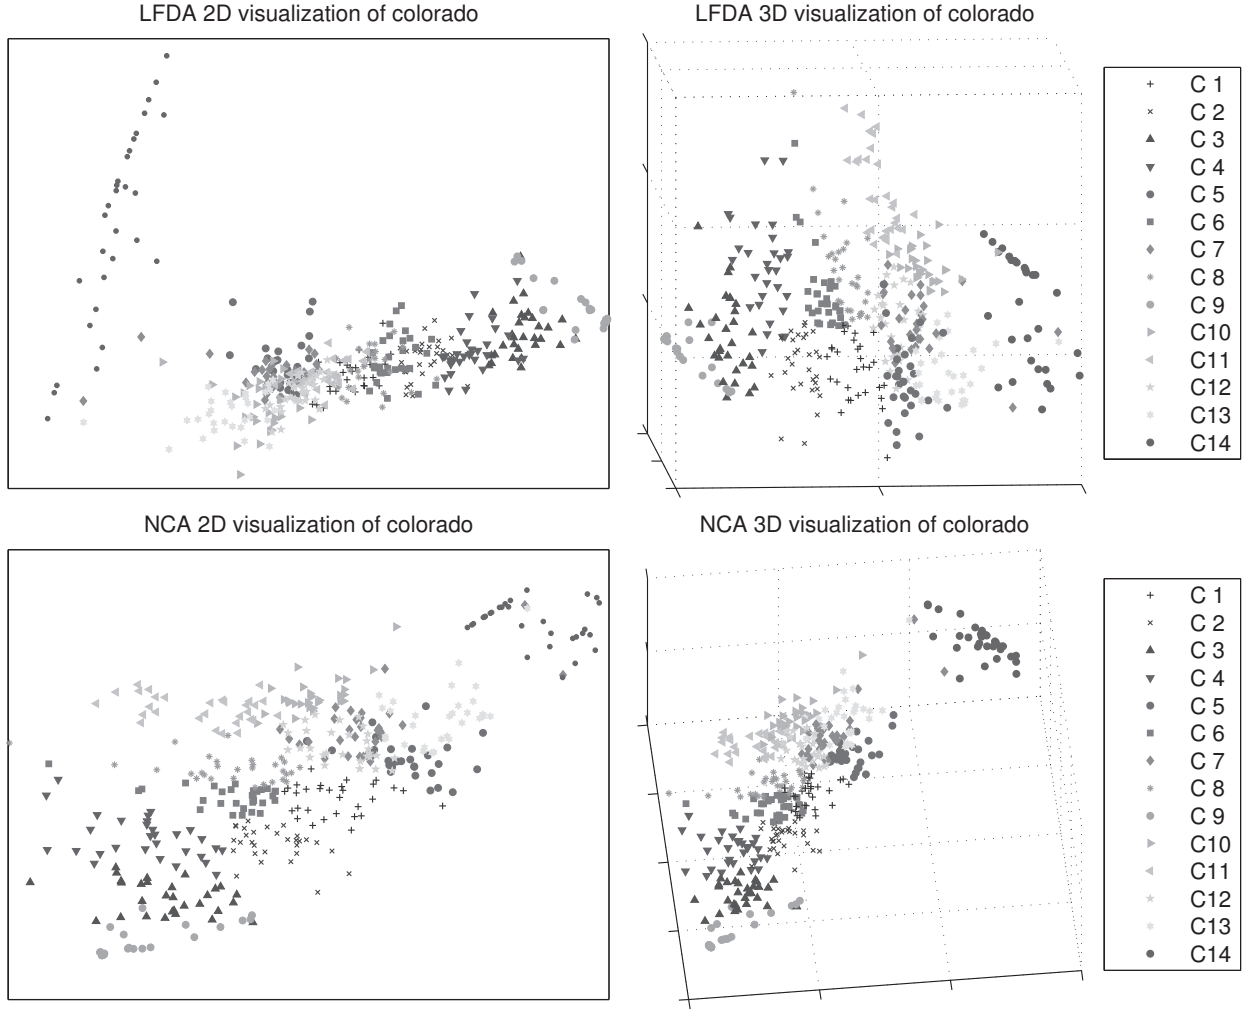 LFDA 2D visualization of colorado
LFDA 3D visualization of colorado
C 1
C 2
C 3
C 4
C 5
C 6
C 7
C 8
C 9
C10
C11
C12
C13
C14
NCA 2D visualization of colorado
NCA 3D visualization of colorado
C 1
C 2
C 3
C 4
C 5
C 6
C 7
C 8
C 9
C10
C11
C12
C13
C14